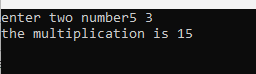 enter two number5 3
the multiplication is 15